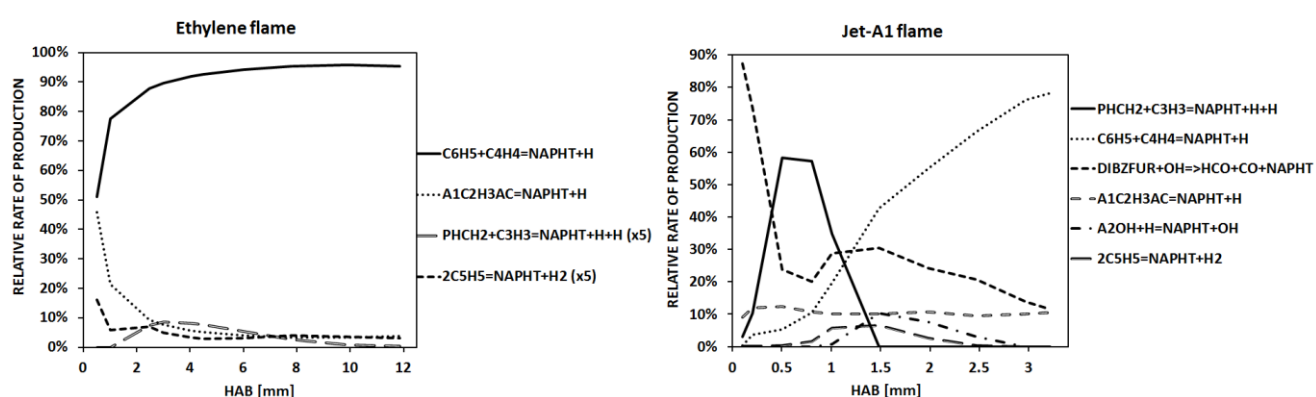 Ethylene flame
RELATIVE RATE OF PRODUCTION
100%
90%
80%
70%
60%
50%
40%
30%
20%
10%
0%
0 2 4 6 8 10 12
HAB [mm]
C6H5+C4H4=NAPHT+H
A1C2H3AC=NAPHT+H
PHCH2+C3H3=NAPHT+H+H (x5)
2C5H5=NAPHT+H2 (x5)
Jet-A1 flame
RELATIVE RATE OF PRODUCTION
90%
80%
70%
60%
50%
40%
30%
20%
10%
0%
0 0.5 1 1.5 2 2.5 3
HAB [mm]
PHCH2+C3H3=NAPHT+H+H
C6H5+C4H4=NAPHT+H
DIBZFUR+OH=>HCO+CO+NAPHT
A1C2H3AC=NAPHT+H
A2OH+H=NAPHT+OH
2C5H5=NAPHT+H2